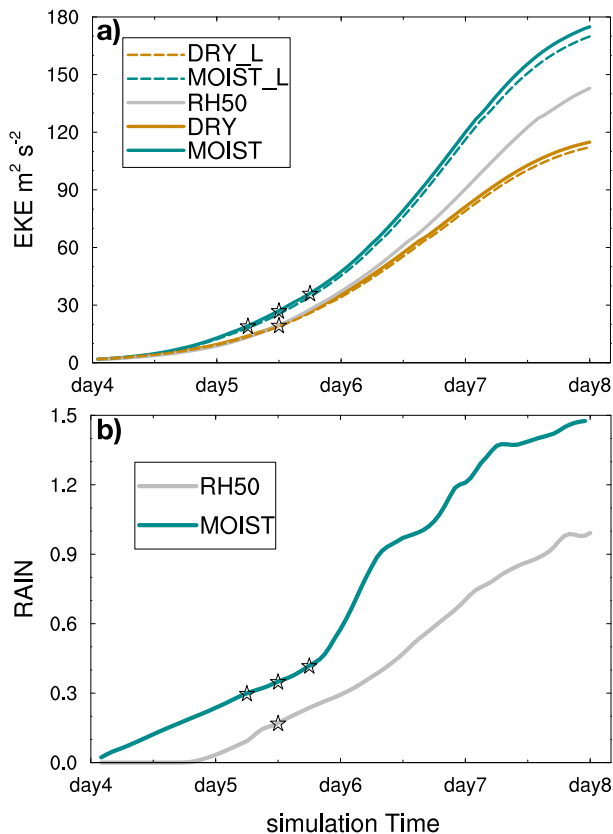 a)
180
150
120
90
60
30
0
EKE m² s⁻²
DRY_L
MOIST_L
RH50
DRY
MOIST
day4 day5 day6 day7 day8
b)
1.5
1.2
0.9
0.6
0.3
0.0
RAIN
RH50
MOIST
day4 day5 day6 day7 day8
simulation Time